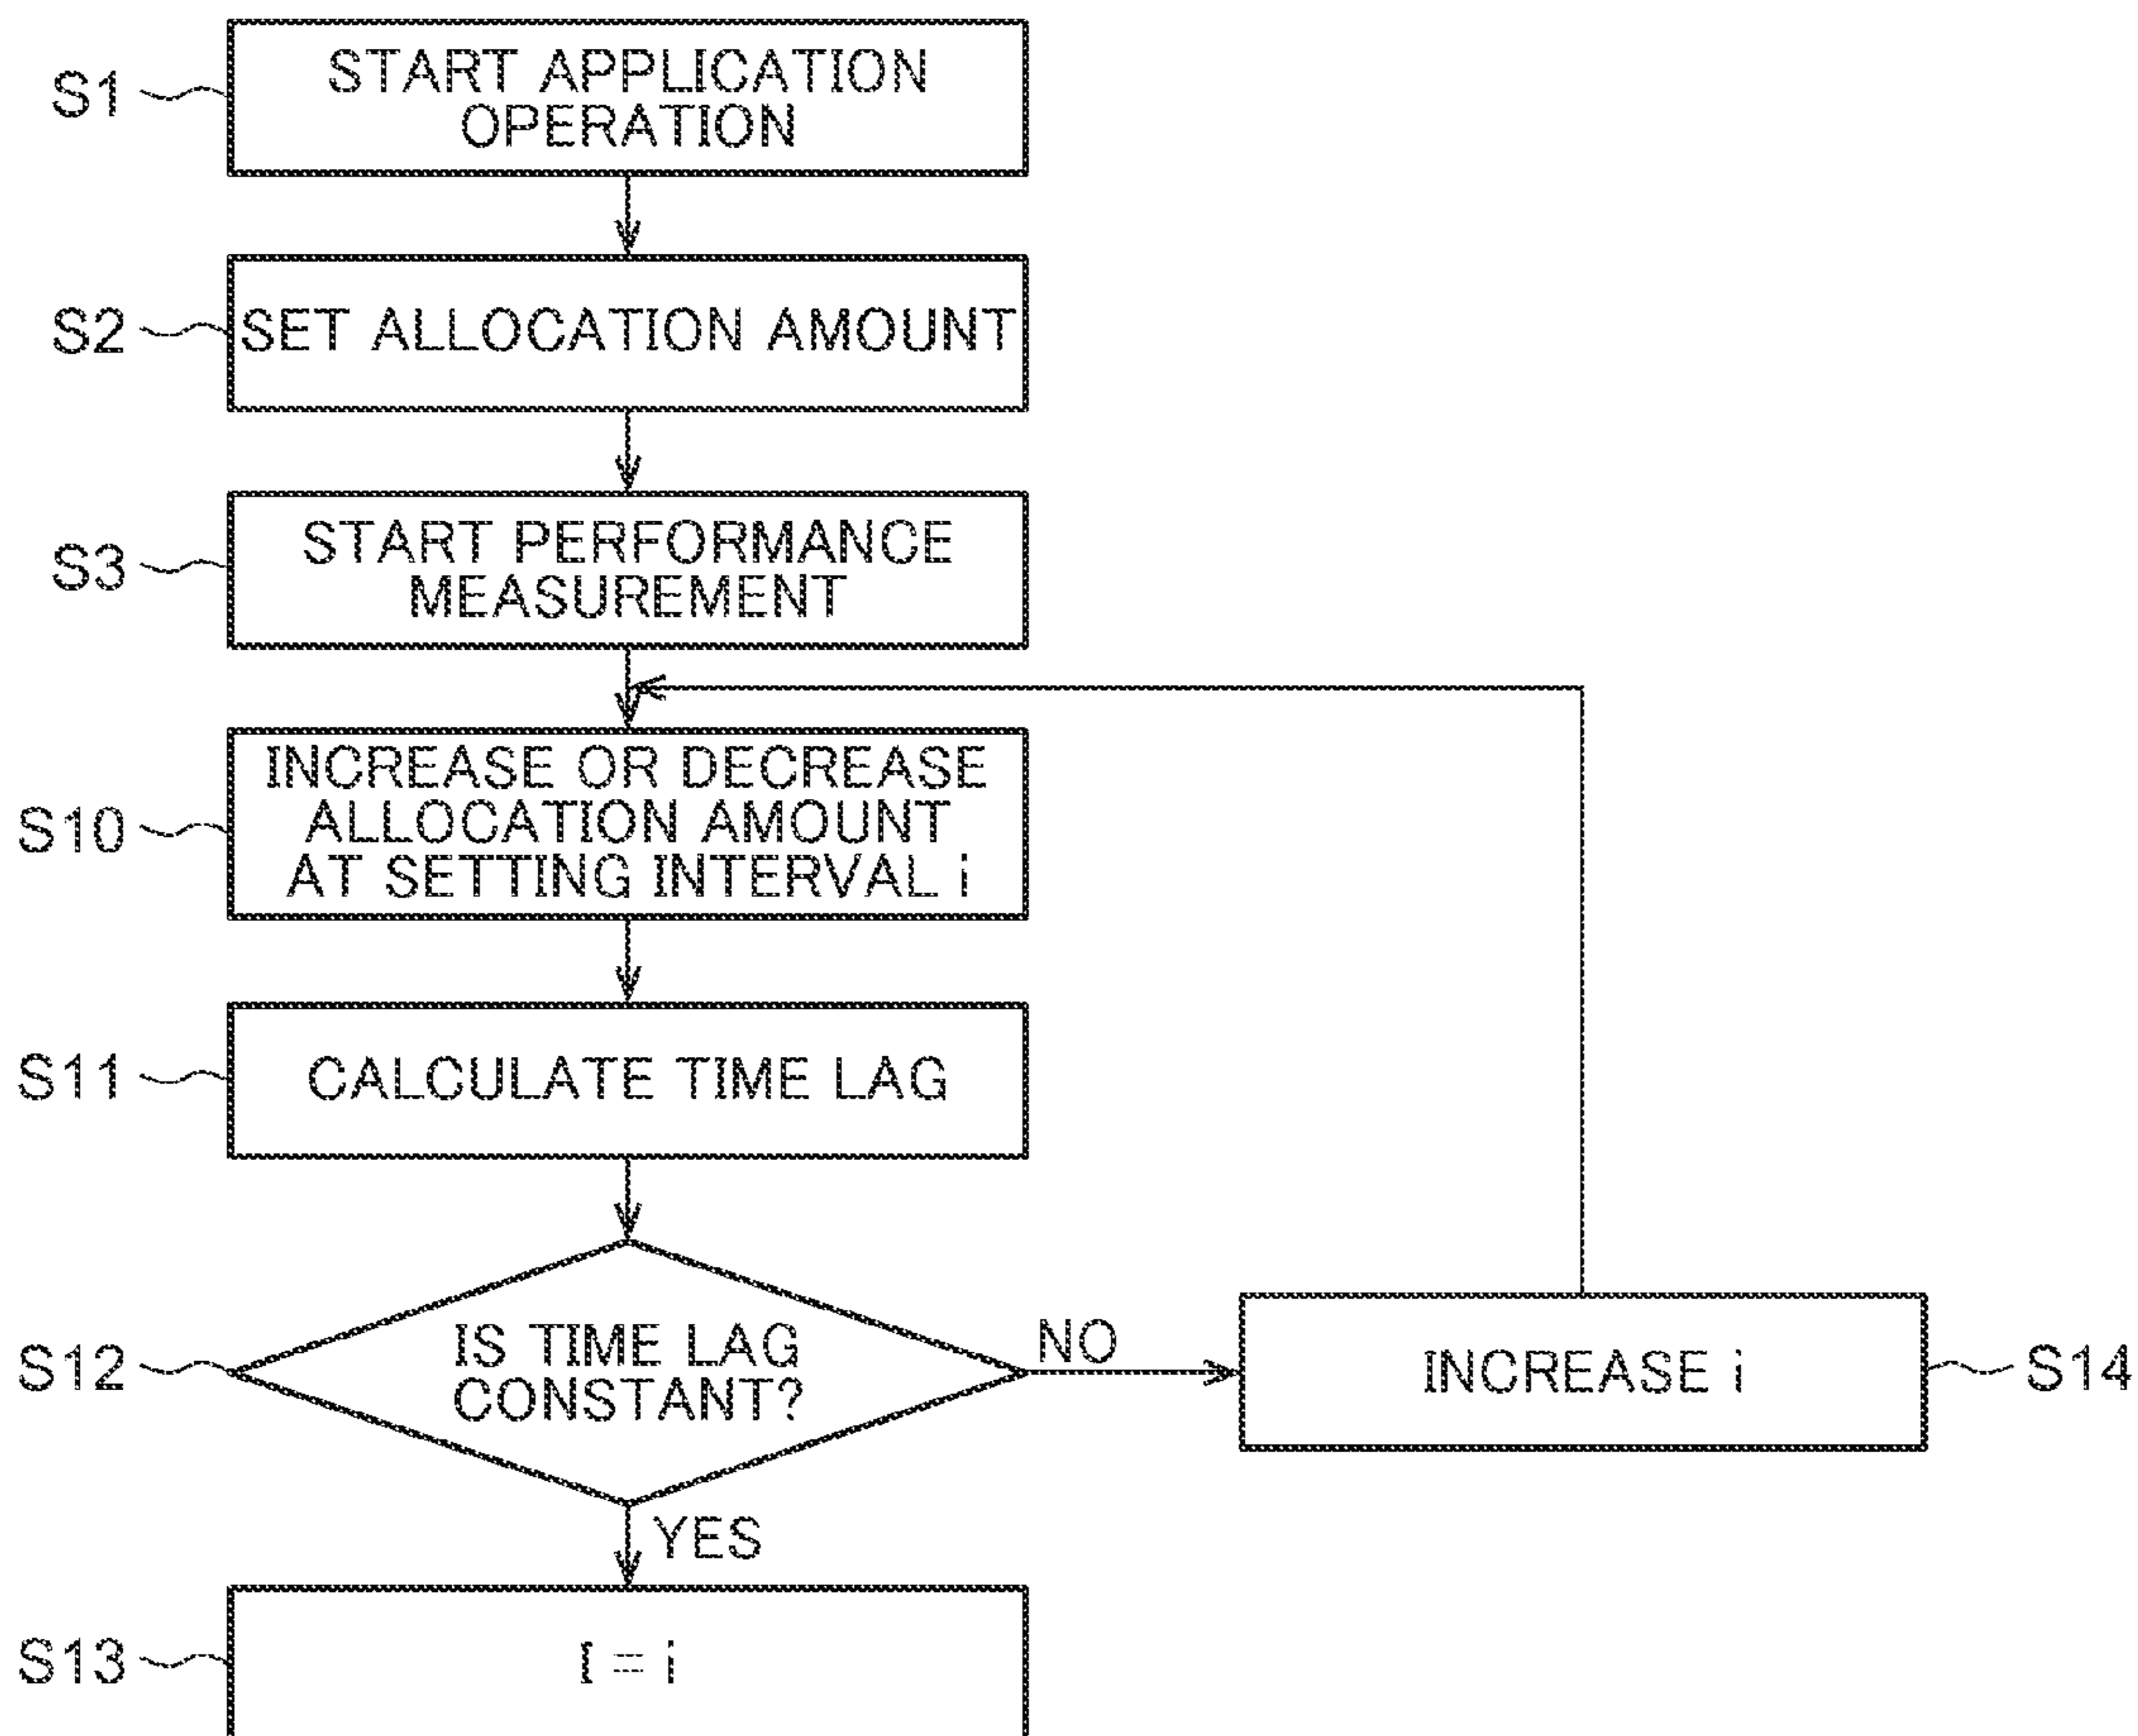 S1
START APPLICATION
OPERATION
S2
SET ALLOCATION AMOUNT
S3
START PERFORMANCE
MEASUREMENT
S10
INCREASE OR DECREASE
ALLOCATION AMOUNT
AT SETTING INTERVAL i
S11
CALCULATE TIME LAG
S12
IS TIME LAG
CONSTANT?
NO
INCREASE i
S14
YES
S13
I = i